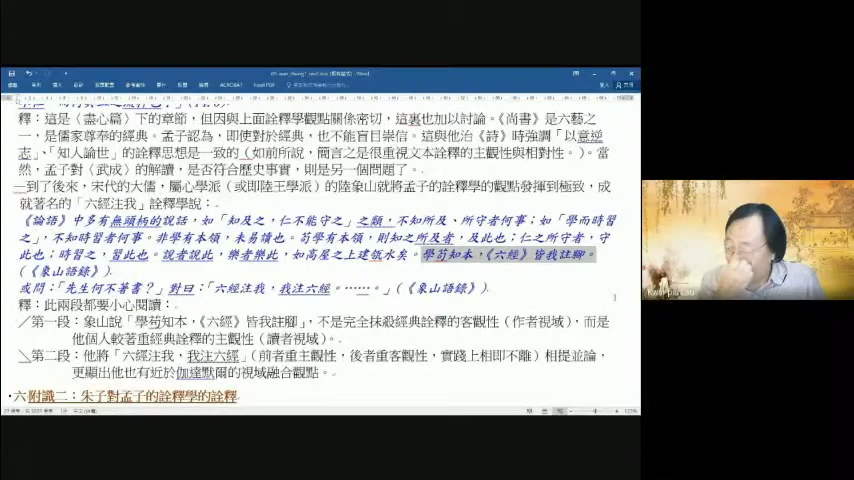 釋：這是〈盡心篇〉下的章節，但因與上面詮釋學觀點關係密切，這裏也加以討論。《尚書》是六藝之
一，是儒家尊奉的經典。孟子認為，即使對於經典，也不能盲目崇信。這與他治《詩》時強調「以意逆
志」、「知人論世」的詮釋思想是一致的（如前所說，簡言之是很重視文本詮釋的主觀性與相對性。）。當
然，孟子對〈武成〉的解讀，是否符合歷史事實，則是另一個問題了。
到了後來，宋代的大儒，屬心學派（或即陸王學派）的陸象山就將孟子的詮釋學的觀點發揮到極致，成
就著名的「六經注我」詮釋學說：
《論語》中多有無頭柄的說話，如「知及之，仁不能守之」之類，不知所及、所守者何事；如「學而時習
之」，不知時習者何事。非學有本領，未易讀也。苟學有本領，則知之所及者，及此也；仁之所守者，守
此也；時習之，習此也。說者說此，樂者樂此，如高屋之上建瓴水矣。學苟知本，《六經》皆我註腳。
（《象山語錄》）
或問：「先生何不著書？」對曰：「六經注我，我注六經。……。」（《象山語錄》）
釋：此兩段都要小心閱讀：
╱第一段：象山說「學苟知本，《六經》皆我註腳」，不是完全抹殺經典詮釋的客觀性（作者視域），而是
他個人較著重經典詮釋的主觀性（讀者視域）。
╲第二段：他將「六經注我，我注六經」（前者重主觀性，後者重客觀性，實踐上相即不離）相提並論，
更顯出他也有近於伽達默爾的視域融合觀點。
六 附識二：朱子對孟子的詮釋學的詮釋